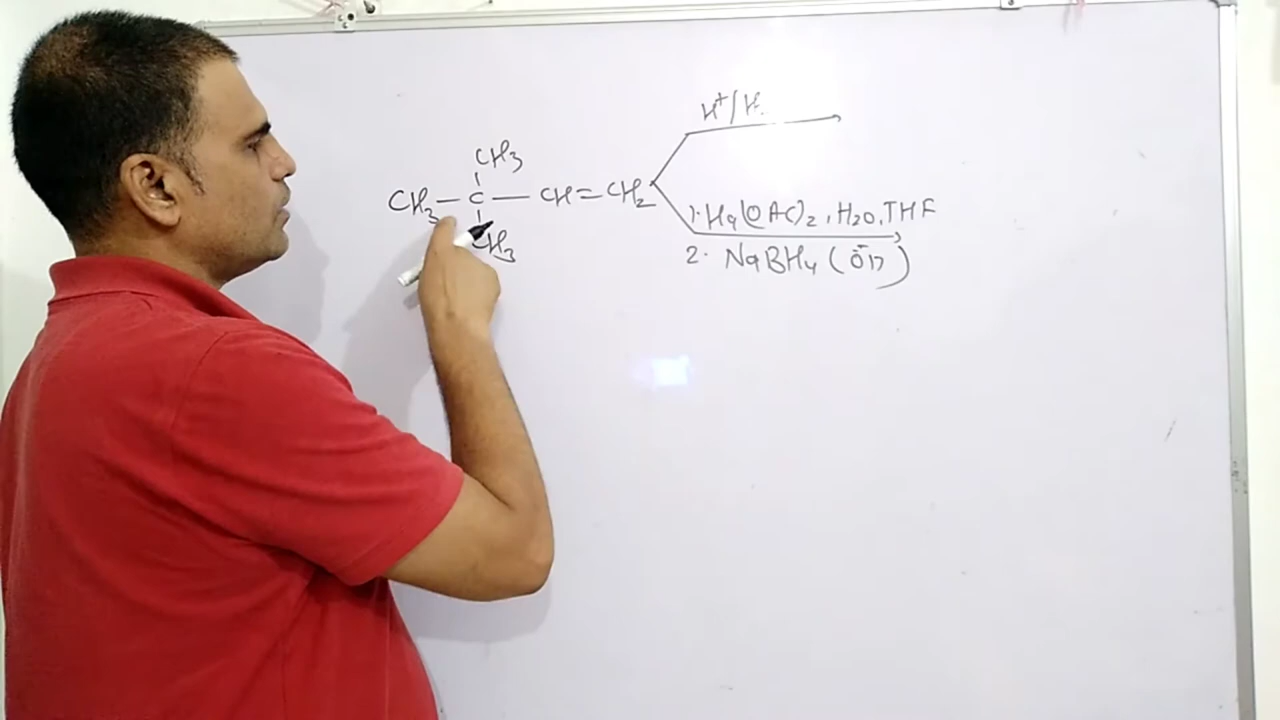 H⁺/H
CH₃
CH₃–C–CH=CH₂
CH₃
1. Hg(OAC)₂, H₂O, THF
2. NaBH₄ (OH)